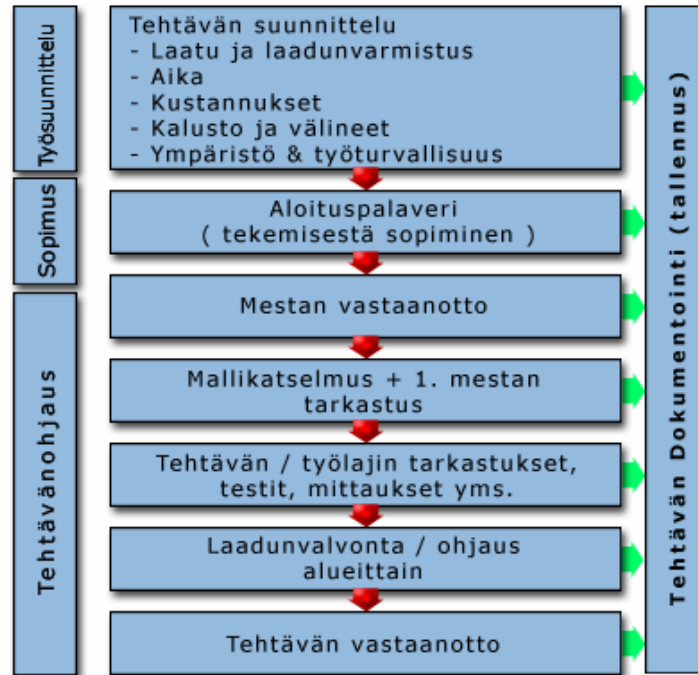 Työsuunnittelu
Tehtävän suunnittelu
- Laatu ja laadunvarmistus
- Aika
- Kustannukset
- Kalusto ja välineet
- Ympäristö & työturvallisuus
Sopimus
Aloituspalaveri
( tekemisestä sopiminen )
Tehtävänohjaus
Mestan vastaanotto
Mallikatselmus + 1. mestan
tarkastus
Tehtävän / työlajin tarkastukset,
testit, mittaukset yms.
Laadunvalvonta / ohjaus
alueittain
Tehtävän vastaanotto
Tehtävän Dokumentointi (tallennus)